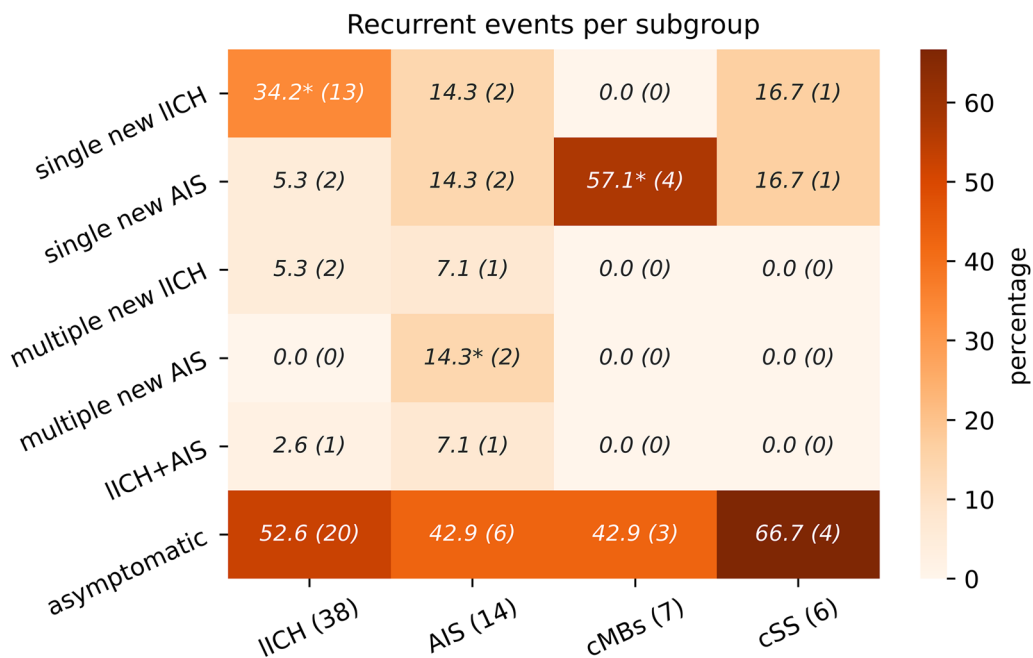 Recurrent events per subgroup
single new IICH 34.2* (13) 14.3 (2) 0.0 (0) 16.7 (1)
single new AIS 5.3 (2) 14.3 (2) 57.1* (4) 16.7 (1)
multiple new IICH 5.3 (2) 7.1 (1) 0.0 (0) 0.0 (0)
multiple new AIS 0.0 (0) 14.3* (2) 0.0 (0) 0.0 (0)
IICH+AIS 2.6 (1) 7.1 (1) 0.0 (0) 0.0 (0)
asymptomatic 52.6 (20) 42.9 (6) 42.9 (3) 66.7 (4)
IICH (38) AIS (14) cMBs (7) cSS (6)
60
50
40
30
20
10
0
percentage